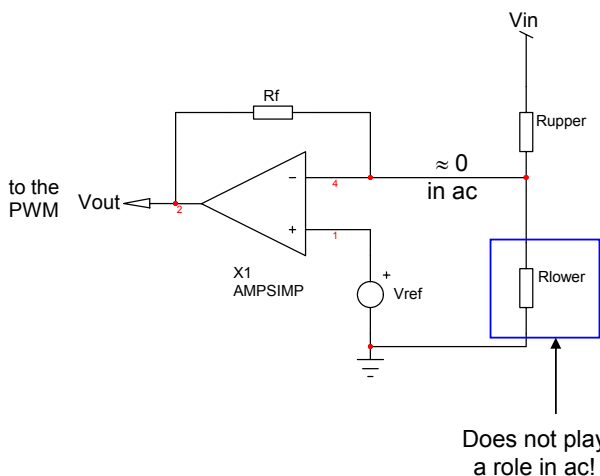 Vin
Rf
Rupper
≈ 0
in ac
to the
PWM
Vout
2
−
4
+
1
X1
AMPSIMP
+
Vref
Rlower
Does not play
a role in ac!